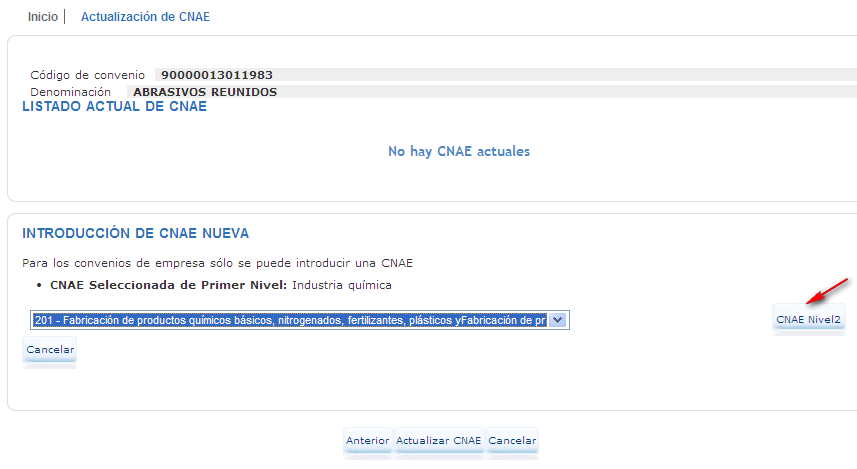 Inicio | Actualización de CNAE
Código de convenio 90000013011983
Denominación ABRASIVOS REUNIDOS
LISTADO ACTUAL DE CNAE
No hay CNAE actuales
INTRODUCCIÓN DE CNAE NUEVA
Para los convenios de empresa sólo se puede introducir una CNAE
• CNAE Seleccionada de Primer Nivel: Industria química
201 - Fabricación de productos químicos básicos, nitrogenados, fertilizantes, plásticos yFabricación de pr
CNAE Nivel2
Cancelar
Anterior Actualizar CNAE Cancelar